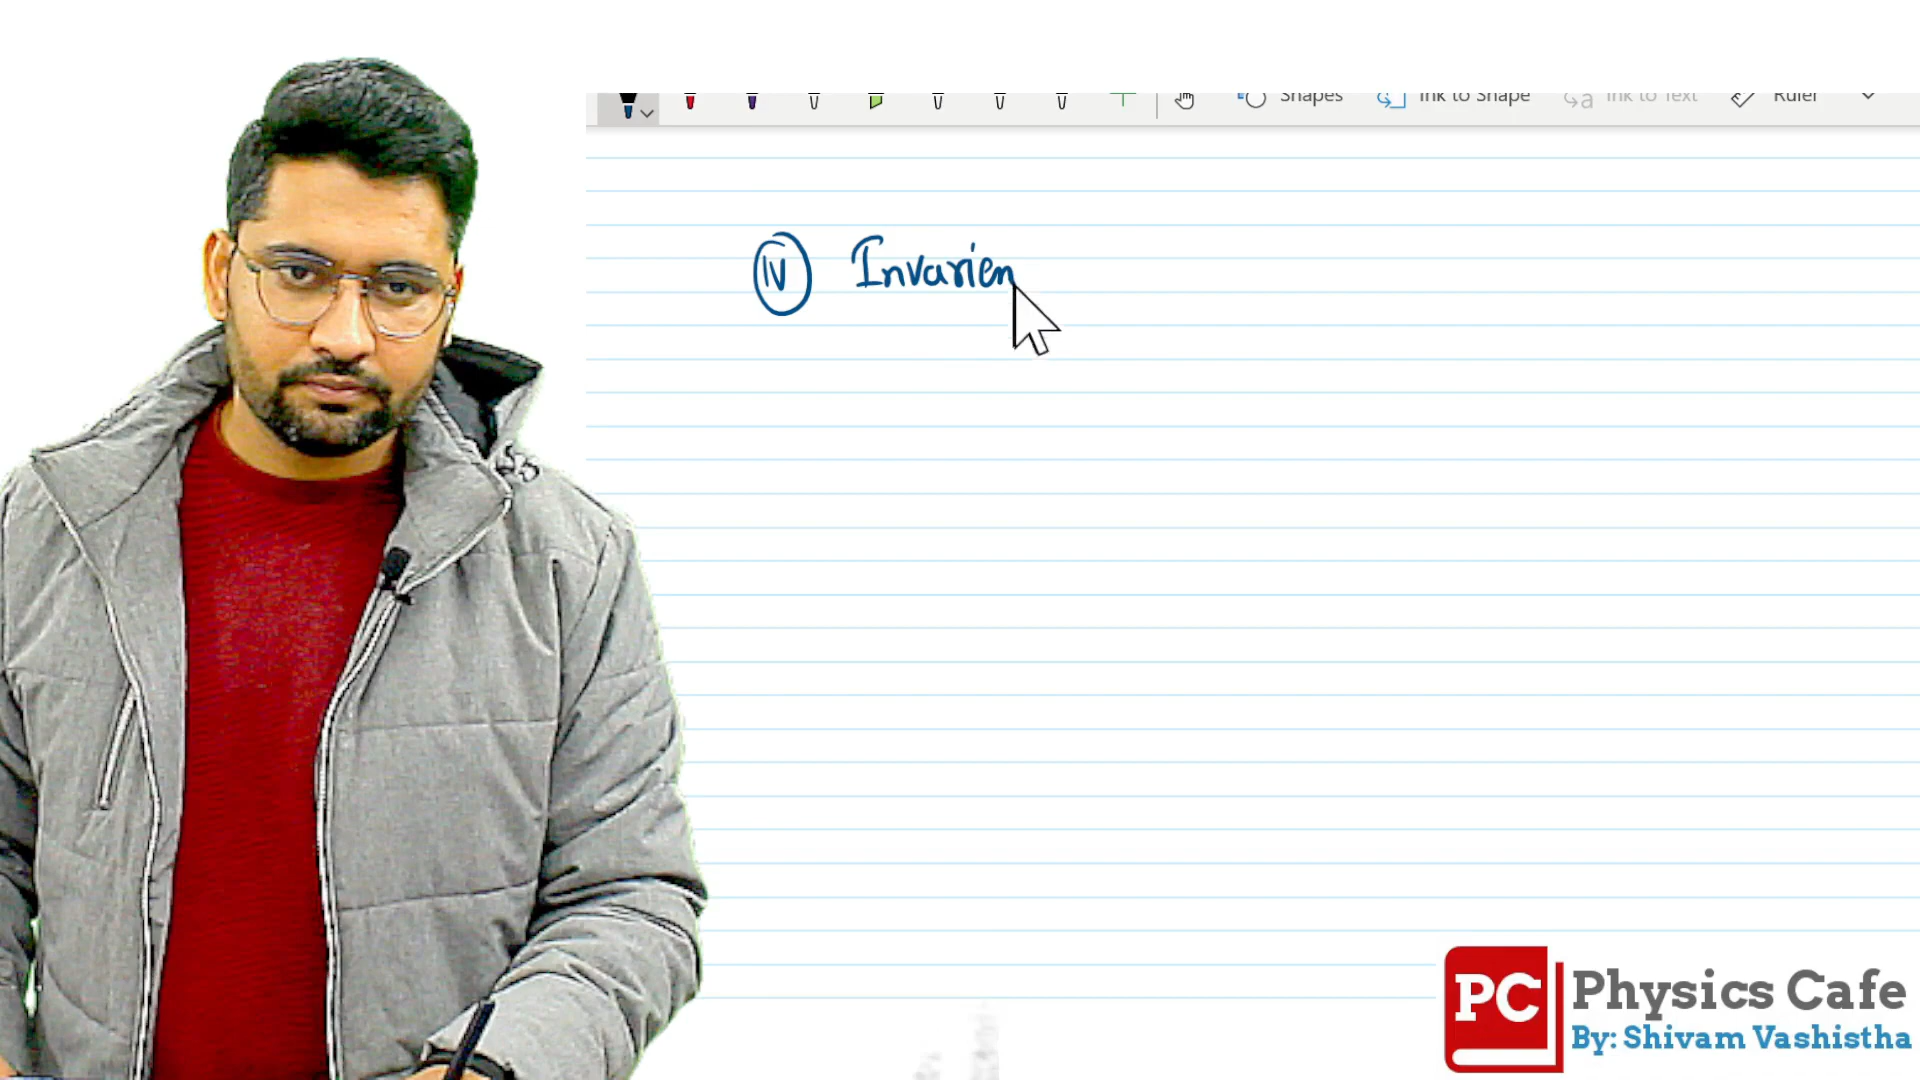 Shapes Ink to Shape Ink to Text Ruler
IV Invarien
PC Physics Cafe
By: Shivam Vashistha